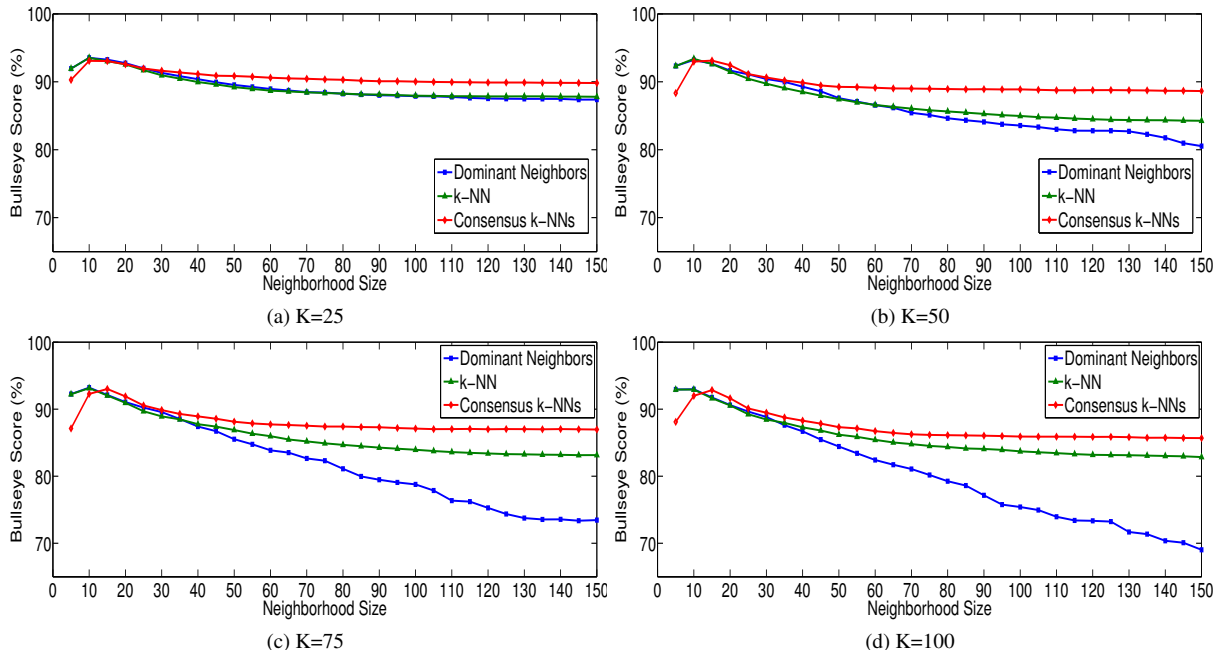 100
90
80
70
Bullseye Score (%)
Dominant Neighbors
k-NN
Consensus k-NNs
0 10 20 30 40 50 60 70 80 90 100 110 120 130 140 150
Neighborhood Size
(a) K=25
100
90
80
70
Bullseye Score (%)
Dominant Neighbors
k-NN
Consensus k-NNs
0 10 20 30 40 50 60 70 80 90 100 110 120 130 140 150
Neighborhood Size
(b) K=50
100
90
80
70
Bullseye Score (%)
Dominant Neighbors
k-NN
Consensus k-NNs
0 10 20 30 40 50 60 70 80 90 100 110 120 130 140 150
Neighborhood Size
(c) K=75
100
90
80
70
Bullseye Score (%)
Dominant Neighbors
k-NN
Consensus k-NNs
0 10 20 30 40 50 60 70 80 90 100 110 120 130 140 150
Neighborhood Size
(d) K=100